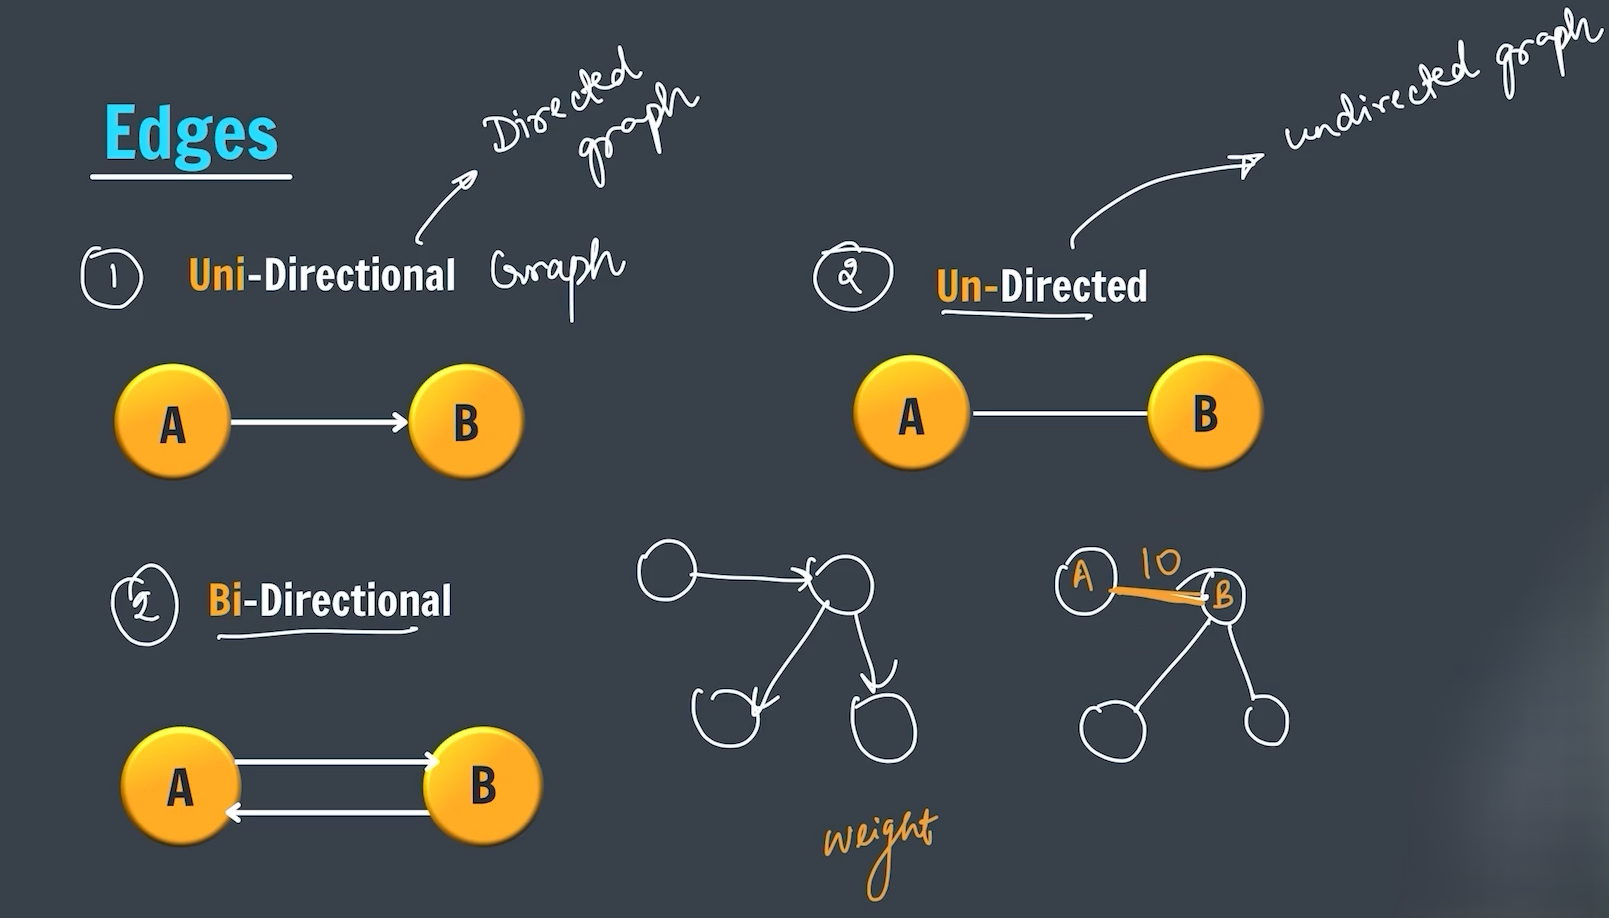 Edges
Directed
graph
undirected graph
1 Uni-Directional Graph
2 Un-Directed
A B
A B
2 Bi-Directional
A 10 B
A B
weight